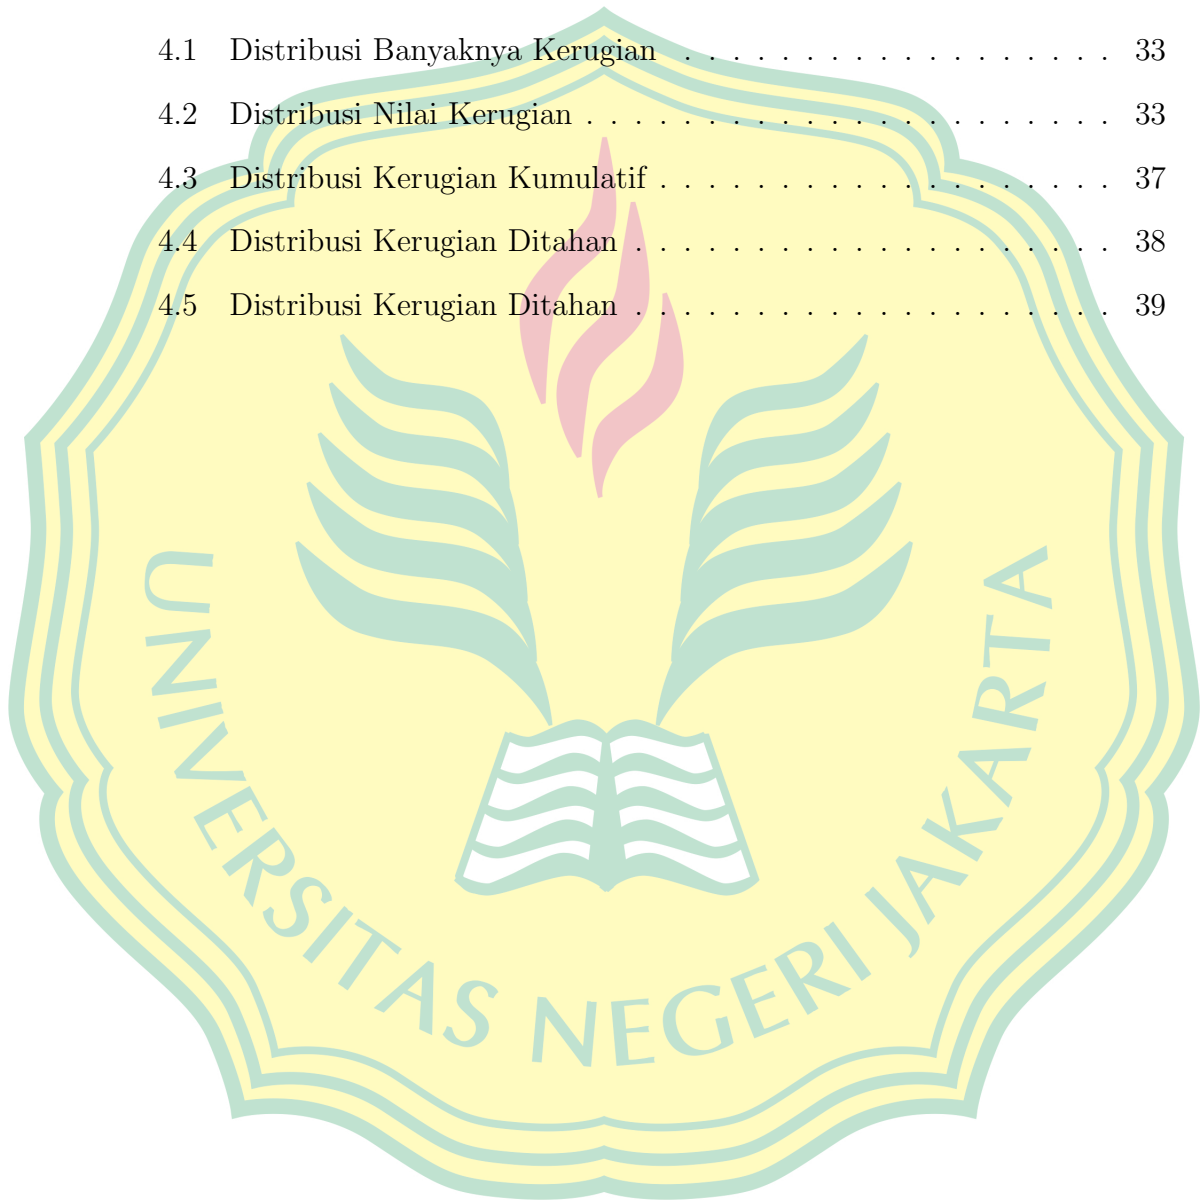 4.1 Distribusi Banyaknya Kerugian . . . . . . . . . . . . . . . . . . 33
4.2 Distribusi Nilai Kerugian . . . . . . . . . . . . . . . . . . . . . . 33
4.3 Distribusi Kerugian Kumulatif . . . . . . . . . . . . . . . . . . . 37
4.4 Distribusi Kerugian Ditahan . . . . . . . . . . . . . . . . . . . . 38
4.5 Distribusi Kerugian Ditahan . . . . . . . . . . . . . . . . . . . . 39
UNIVERSITAS NEGERI JAKARTA